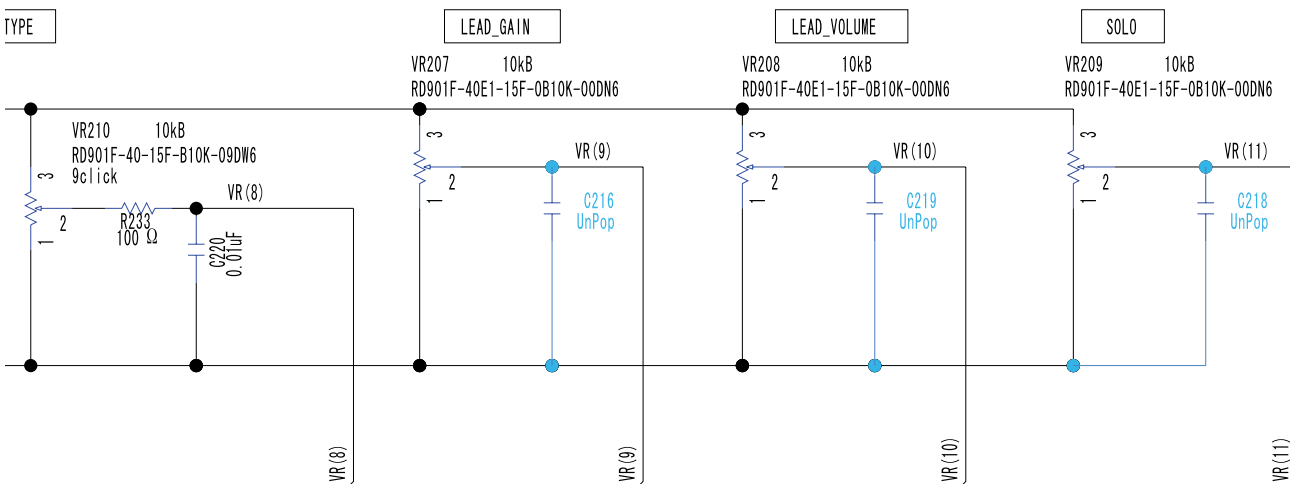 TYPE
LEAD_GAIN
LEAD_VOLUME
SOLO
VR207 10kB
RD901F-40E1-15F-0B10K-00DN6
VR208 10kB
RD901F-40E1-15F-0B10K-00DN6
VR209 10kB
RD901F-40E1-15F-0B10K-00DN6
VR210 10kB
RD901F-40-15F-B10K-09DW6
9click
3
2
1
R233
100 Ω
VR(8)
C220
0.01uF
VR(8)
3
2
1
VR(9)
C216
UnPop
VR(9)
3
2
1
VR(10)
C219
UnPop
VR(10)
3
2
1
VR(11)
C218
UnPop
VR(11)